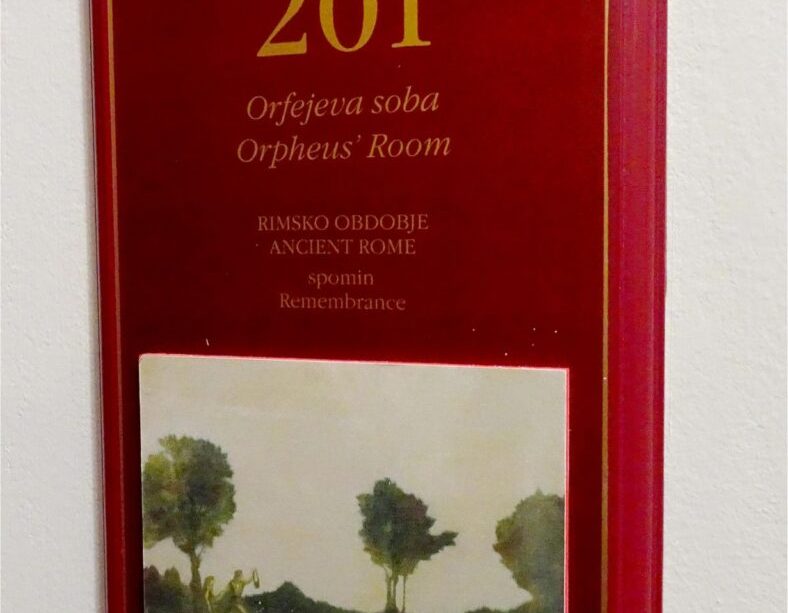 201
Orfejeva soba
Orpheus' Room
RIMSKO OBDOBJE
ANCIENT ROME
spomin
Remembrance